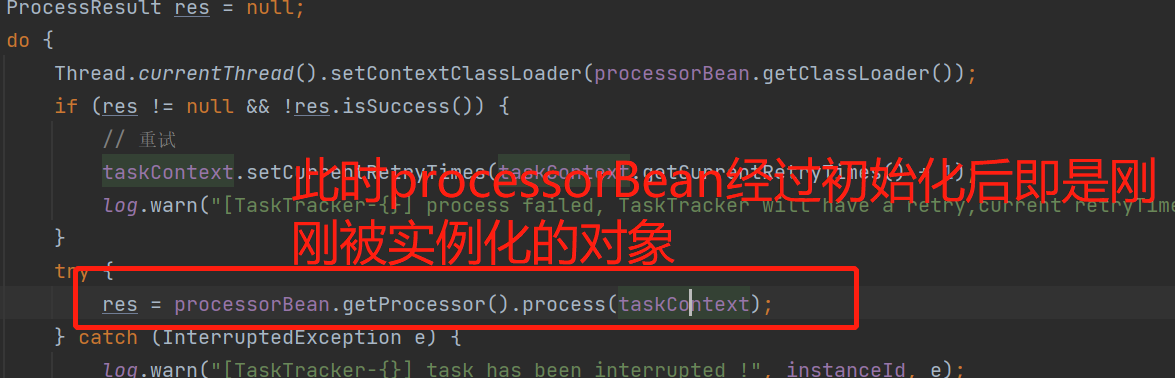 ProcessResult res = null;
do {
Thread.currentThread().setContextClassLoader(processorBean.getClassLoader());
if (res != null && !res.isSuccess()) {
// 重试
taskContext.setCurrentRetryTimes(taskContext.getCurrentRetryTimes() + 1);
log.warn("[TaskTracker-{}] process failed, TaskTracker will have a retry,current retryTime
此时processorBean经过初始化后即是刚
刚被实例化的对象
}
try {
res = processorBean.getProcessor().process(taskContext);
} catch (InterruptedException e) {
log.warn("[TaskTracker-{}] task has been interrupted !", instanceId, e);